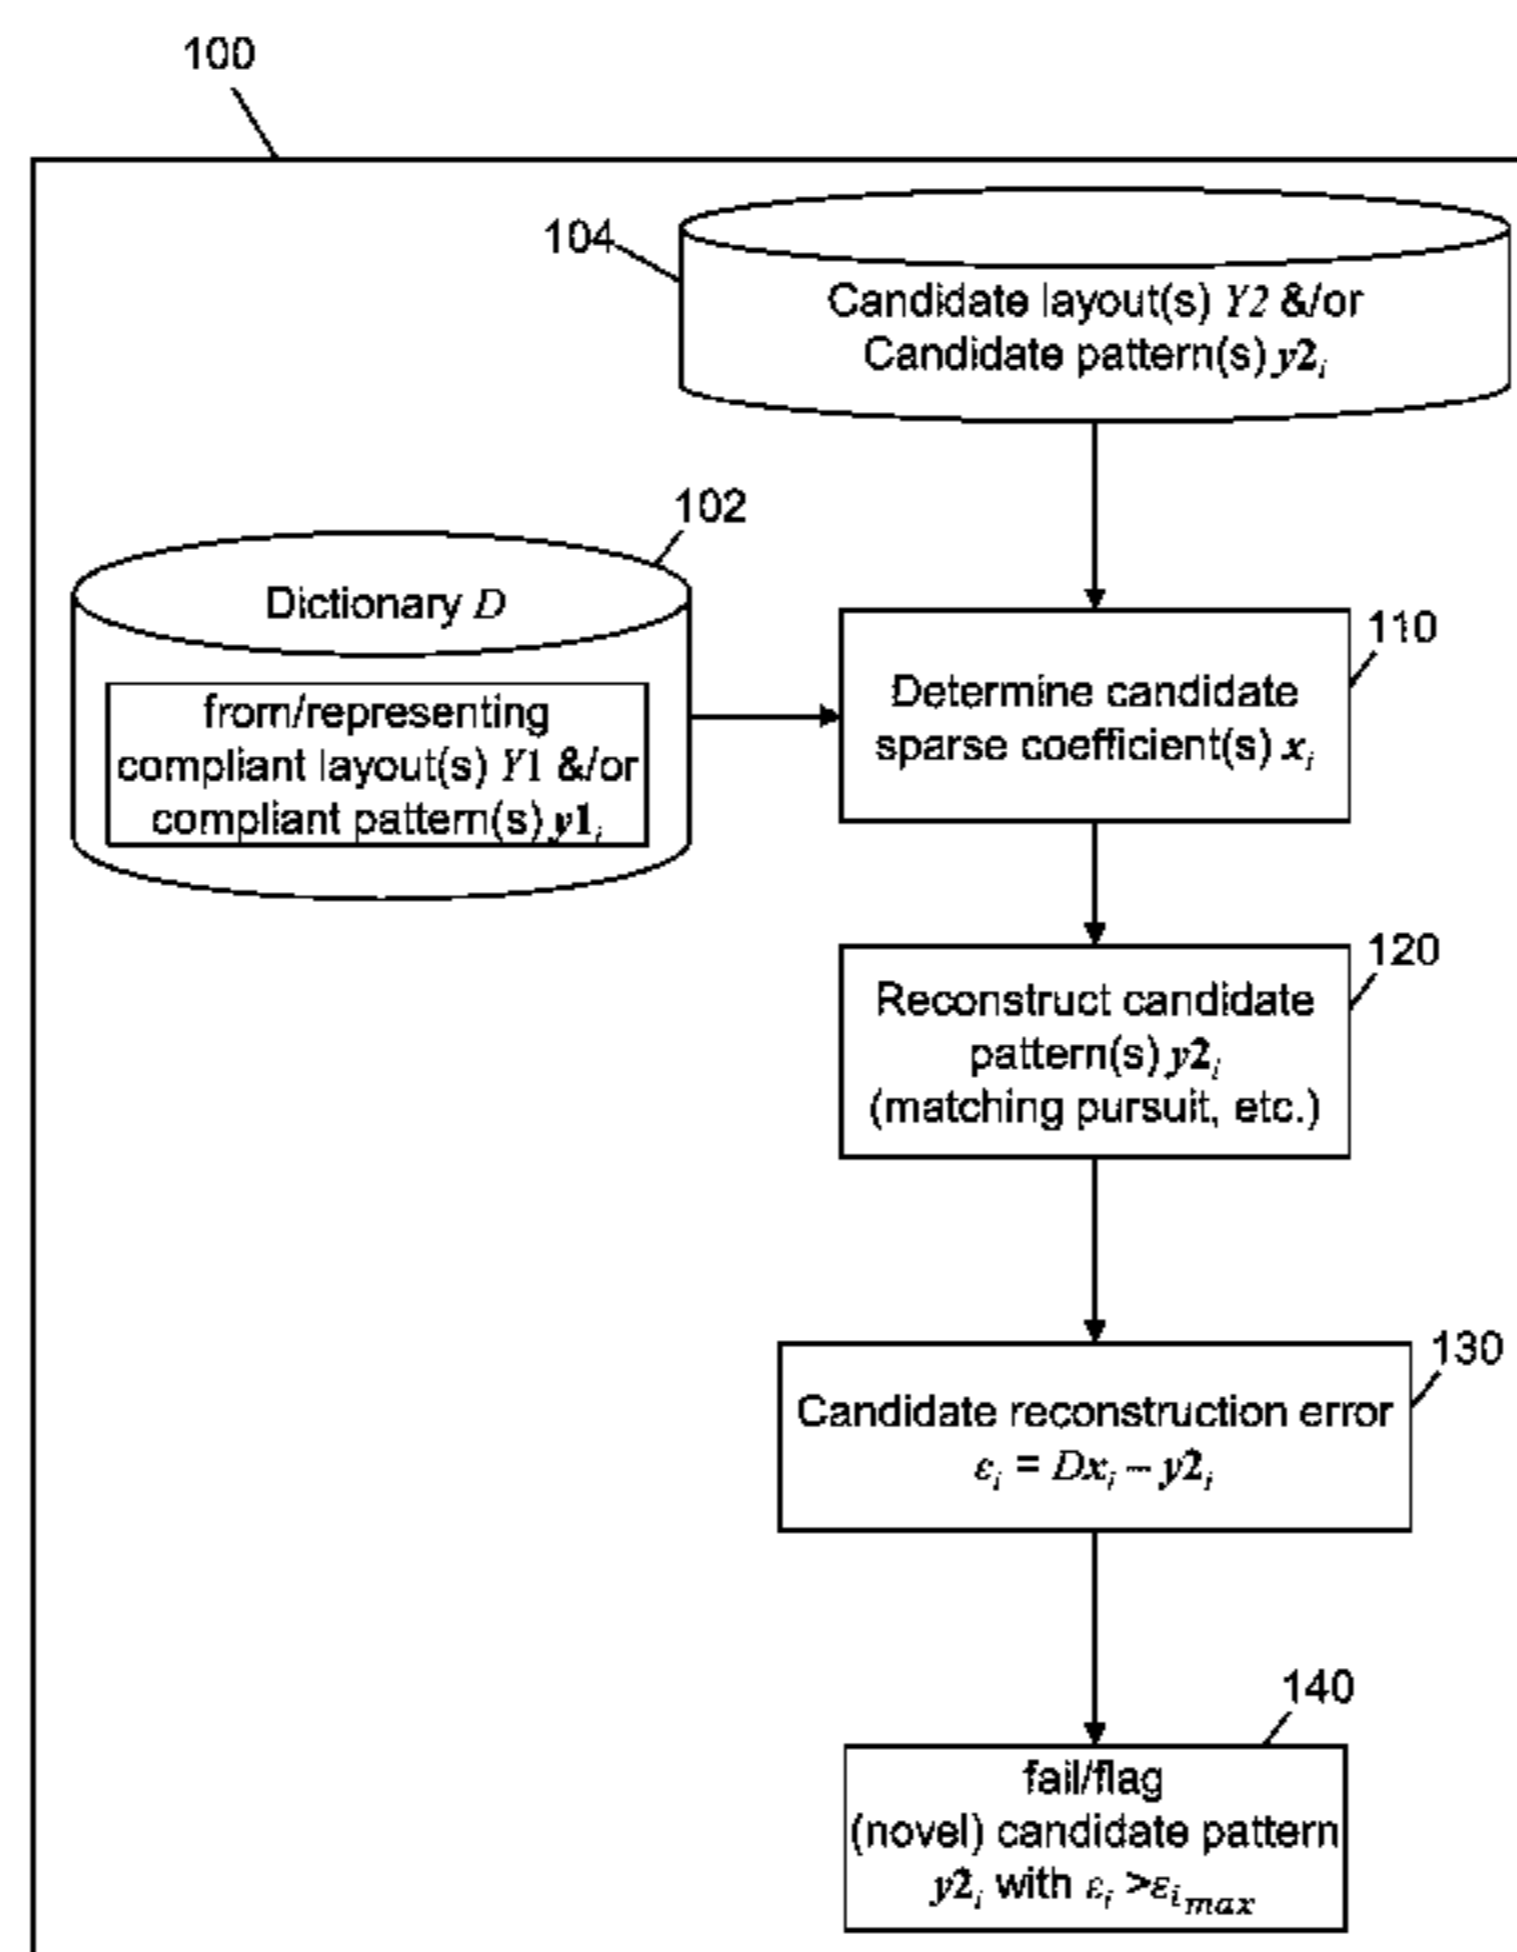 100
104
Candidate layout(s) Y2 &/or
Candidate pattern(s) y2i
102
Dictionary D
from/representing
compliant layout(s) Y1 &/or
compliant pattern(s) y1i
110
Determine candidate
sparse coefficient(s) xi
120
Reconstruct candidate
pattern(s) y2i
(matching pursuit, etc.)
130
Candidate reconstruction error
εi = Dxi – y2i
140
fail/flag
(novel) candidate pattern
y2i with εi >εimax